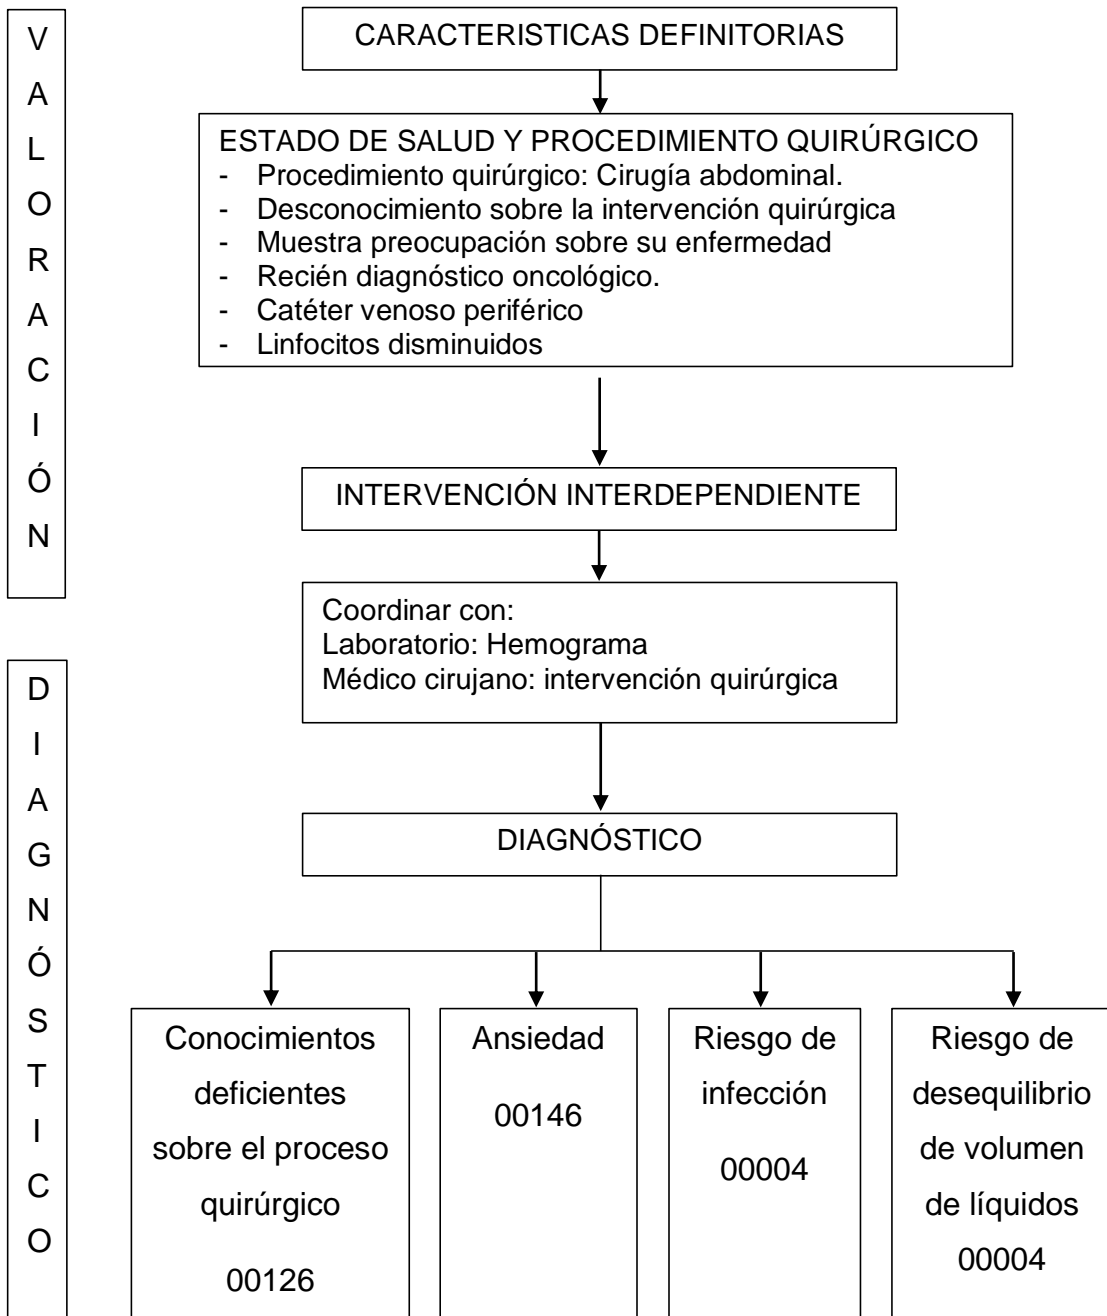 VALORACIÓN
CARACTERISTICAS DEFINITORIAS
ESTADO DE SALUD Y PROCEDIMIENTO QUIRÚRGICO
- Procedimiento quirúrgico: Cirugía abdominal.
- Desconocimiento sobre la intervención quirúrgica
- Muestra preocupación sobre su enfermedad
- Recién diagnóstico oncológico.
- Catéter venoso periférico
- Linfocitos disminuidos
INTERVENCIÓN INTERDEPENDIENTE
Coordinar con:
Laboratorio: Hemograma
Médico cirujano: intervención quirúrgica
DIAGNÓSTICO
DIAGNÓSTICO
Conocimientos
deficientes
sobre el proceso
quirúrgico
00126
Ansiedad
00146
Riesgo de
infección
00004
Riesgo de
desequilibrio
de volumen
de líquidos
00004